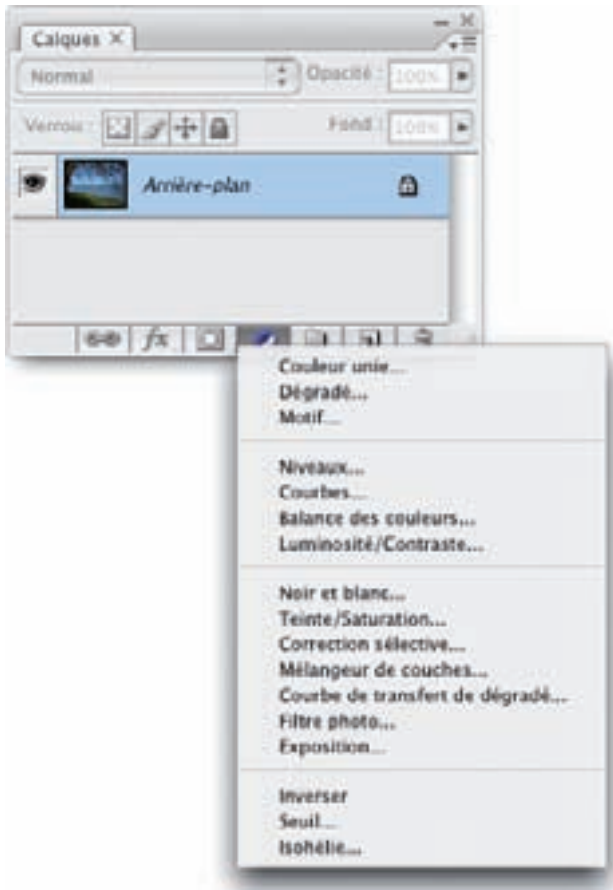 Calques ×
Normal
Opacité : 100%
Verrou :
Fond : 100%
Arrière-plan
fx
Couleur unie...
Dégradé...
Motif...
Niveaux...
Courbes...
Balance des couleurs...
Luminosité/Contraste...
Noir et blanc...
Teinte/Saturation...
Correction sélective...
Mélangeur de couches...
Courbe de transfert de dégradé...
Filtre photo...
Exposition...
Inverser
Seuil...
Isohélie...